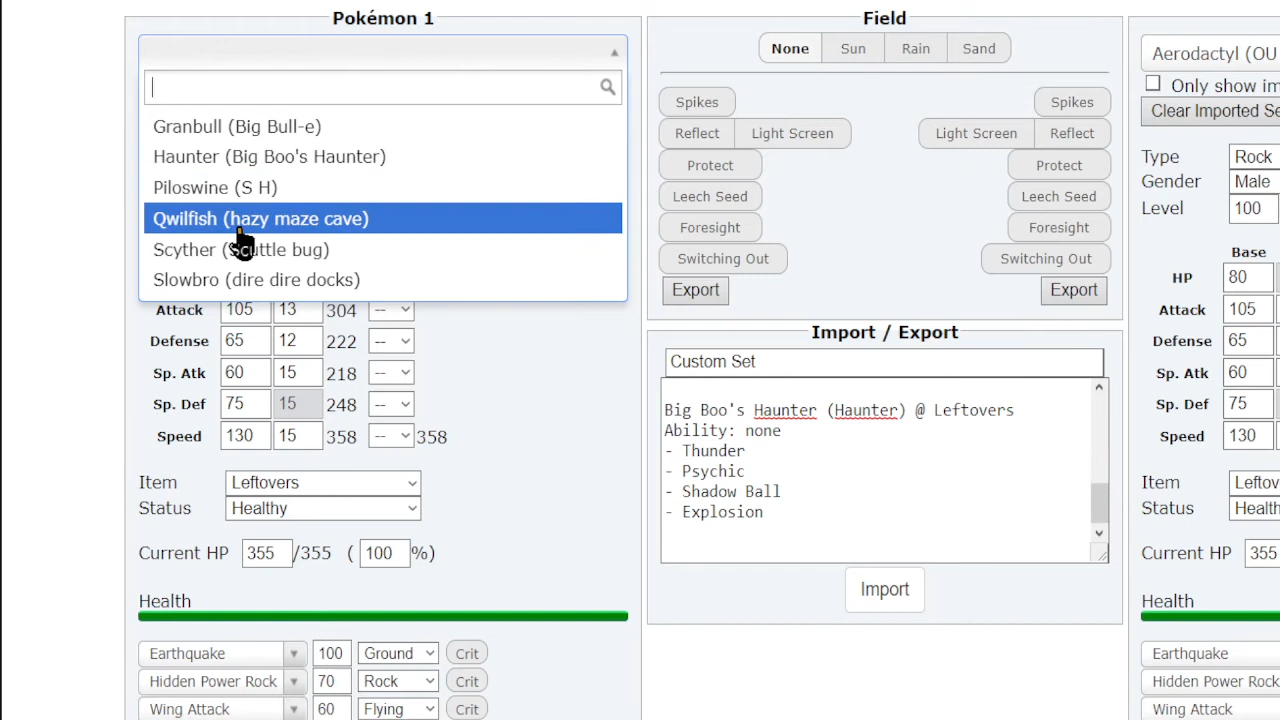 Pokémon 1
Granbull (Big Bull-e)
Haunter (Big Boo's Haunter)
Piloswine (S H)
Qwilfish (hazy maze cave)
Scyther (Scuttle bug)
Slowbro (dire dire docks)
Attack 105 13 304 --
Defense 65 12 222 --
Sp. Atk 60 15 218 --
Sp. Def 75 15 248 --
Speed 130 15 358 -- 358
Item Leftovers
Status Healthy
Current HP 355 /355 ( 100 %)
Health
Earthquake 100 Ground Crit
Hidden Power Rock 70 Rock Crit
Wing Attack 60 Flying Crit
Field
None Sun Rain Sand
Spikes Spikes
Reflect Light Screen Light Screen Reflect
Protect Protect
Leech Seed Leech Seed
Foresight Foresight
Switching Out Switching Out
Export Export
Import / Export
Custom Set
Big Boo's Haunter (Haunter) @ Leftovers
Ability: none
- Thunder
- Psychic
- Shadow Ball
- Explosion
Import
Aerodactyl (OU
Only show im
Clear Imported Se
Type Rock
Gender Male
Level 100
Base
HP 80
Attack 105
Defense 65
Sp. Atk 60
Sp. Def 75
Speed 130
Item Leftov
Status Health
Current HP 355
Health
Earthquake
Hidden Power Rock
Wing Attack